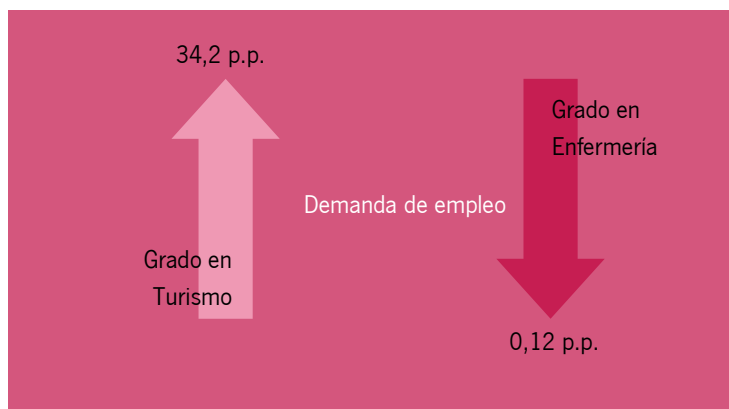 34,2 p.p.
Grado en
Turismo
Demanda de empleo
Grado en
Enfermería
0,12 p.p.